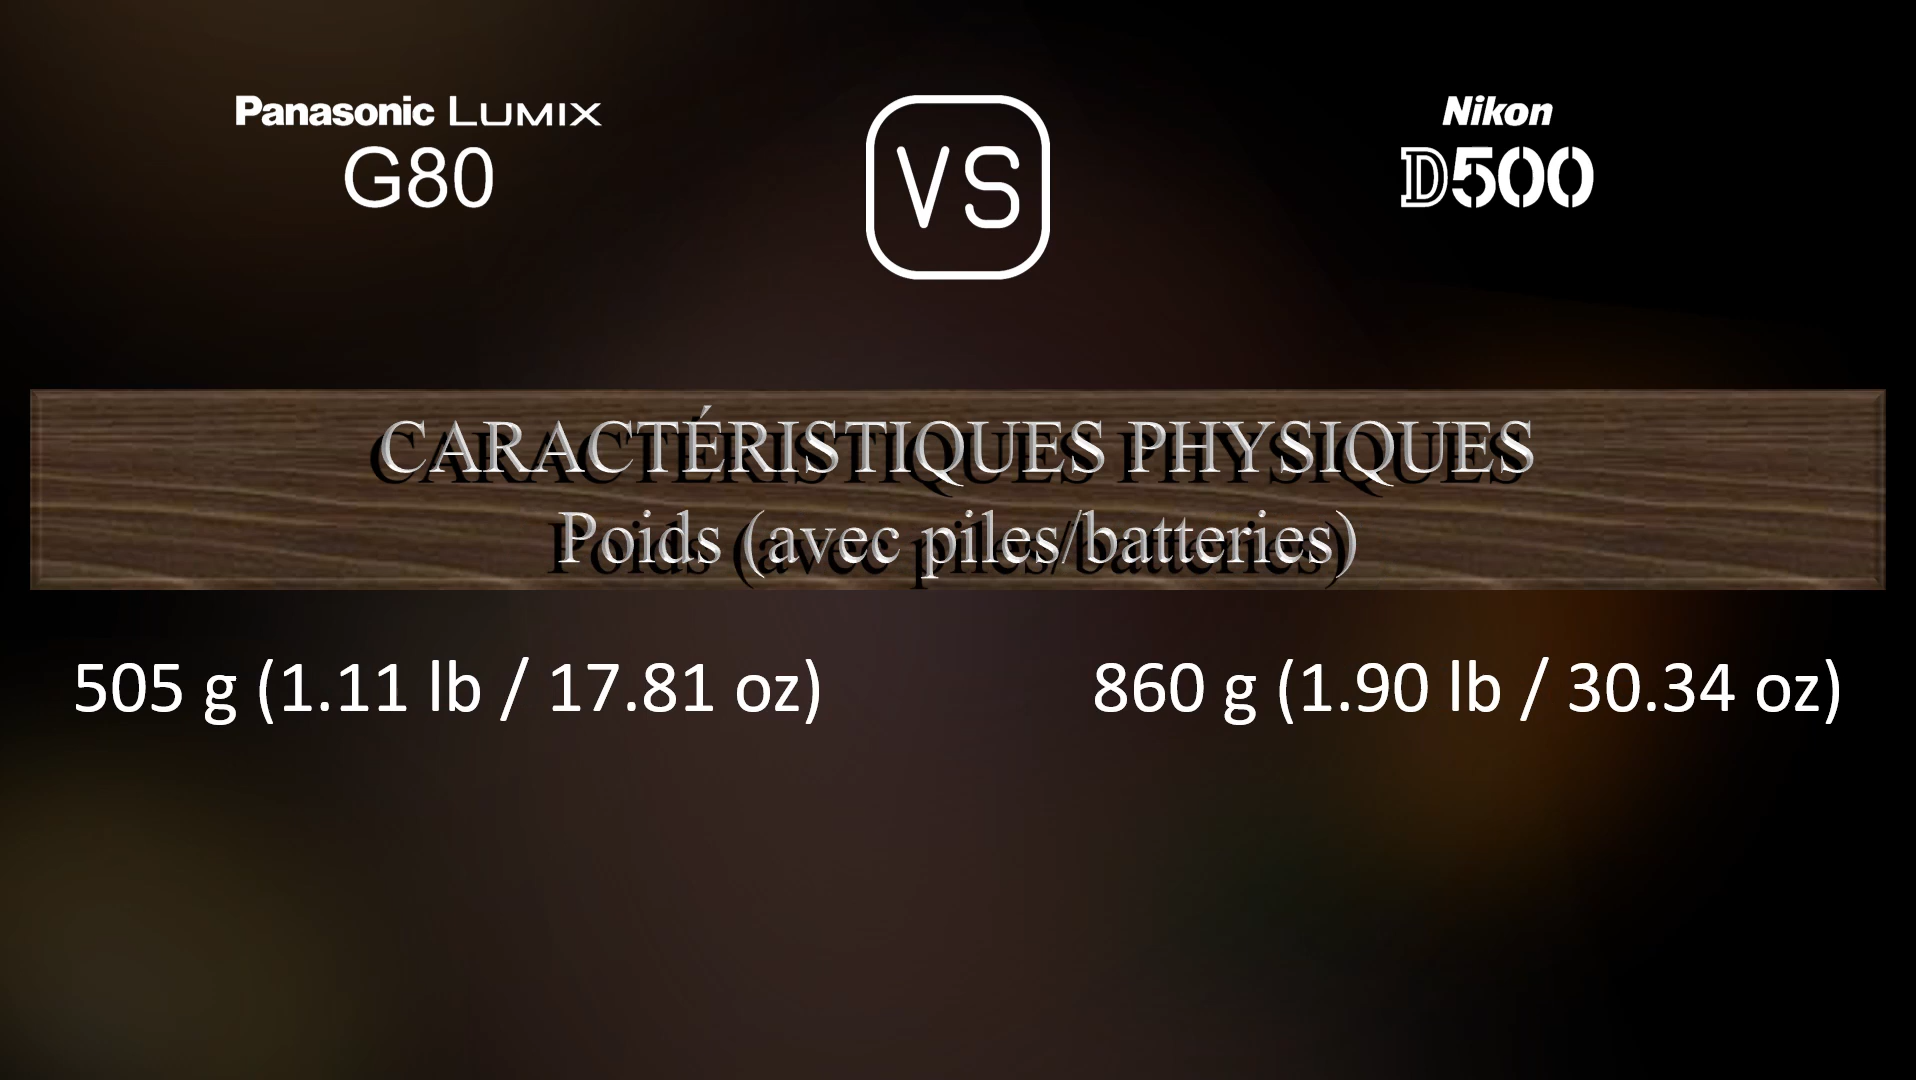 Panasonic LUMIX
G80
VS
Nikon
D500
CARACTÉRISTIQUES PHYSIQUES
Poids (avec piles/batteries)
505 g (1.11 lb / 17.81 oz)
860 g (1.90 lb / 30.34 oz)